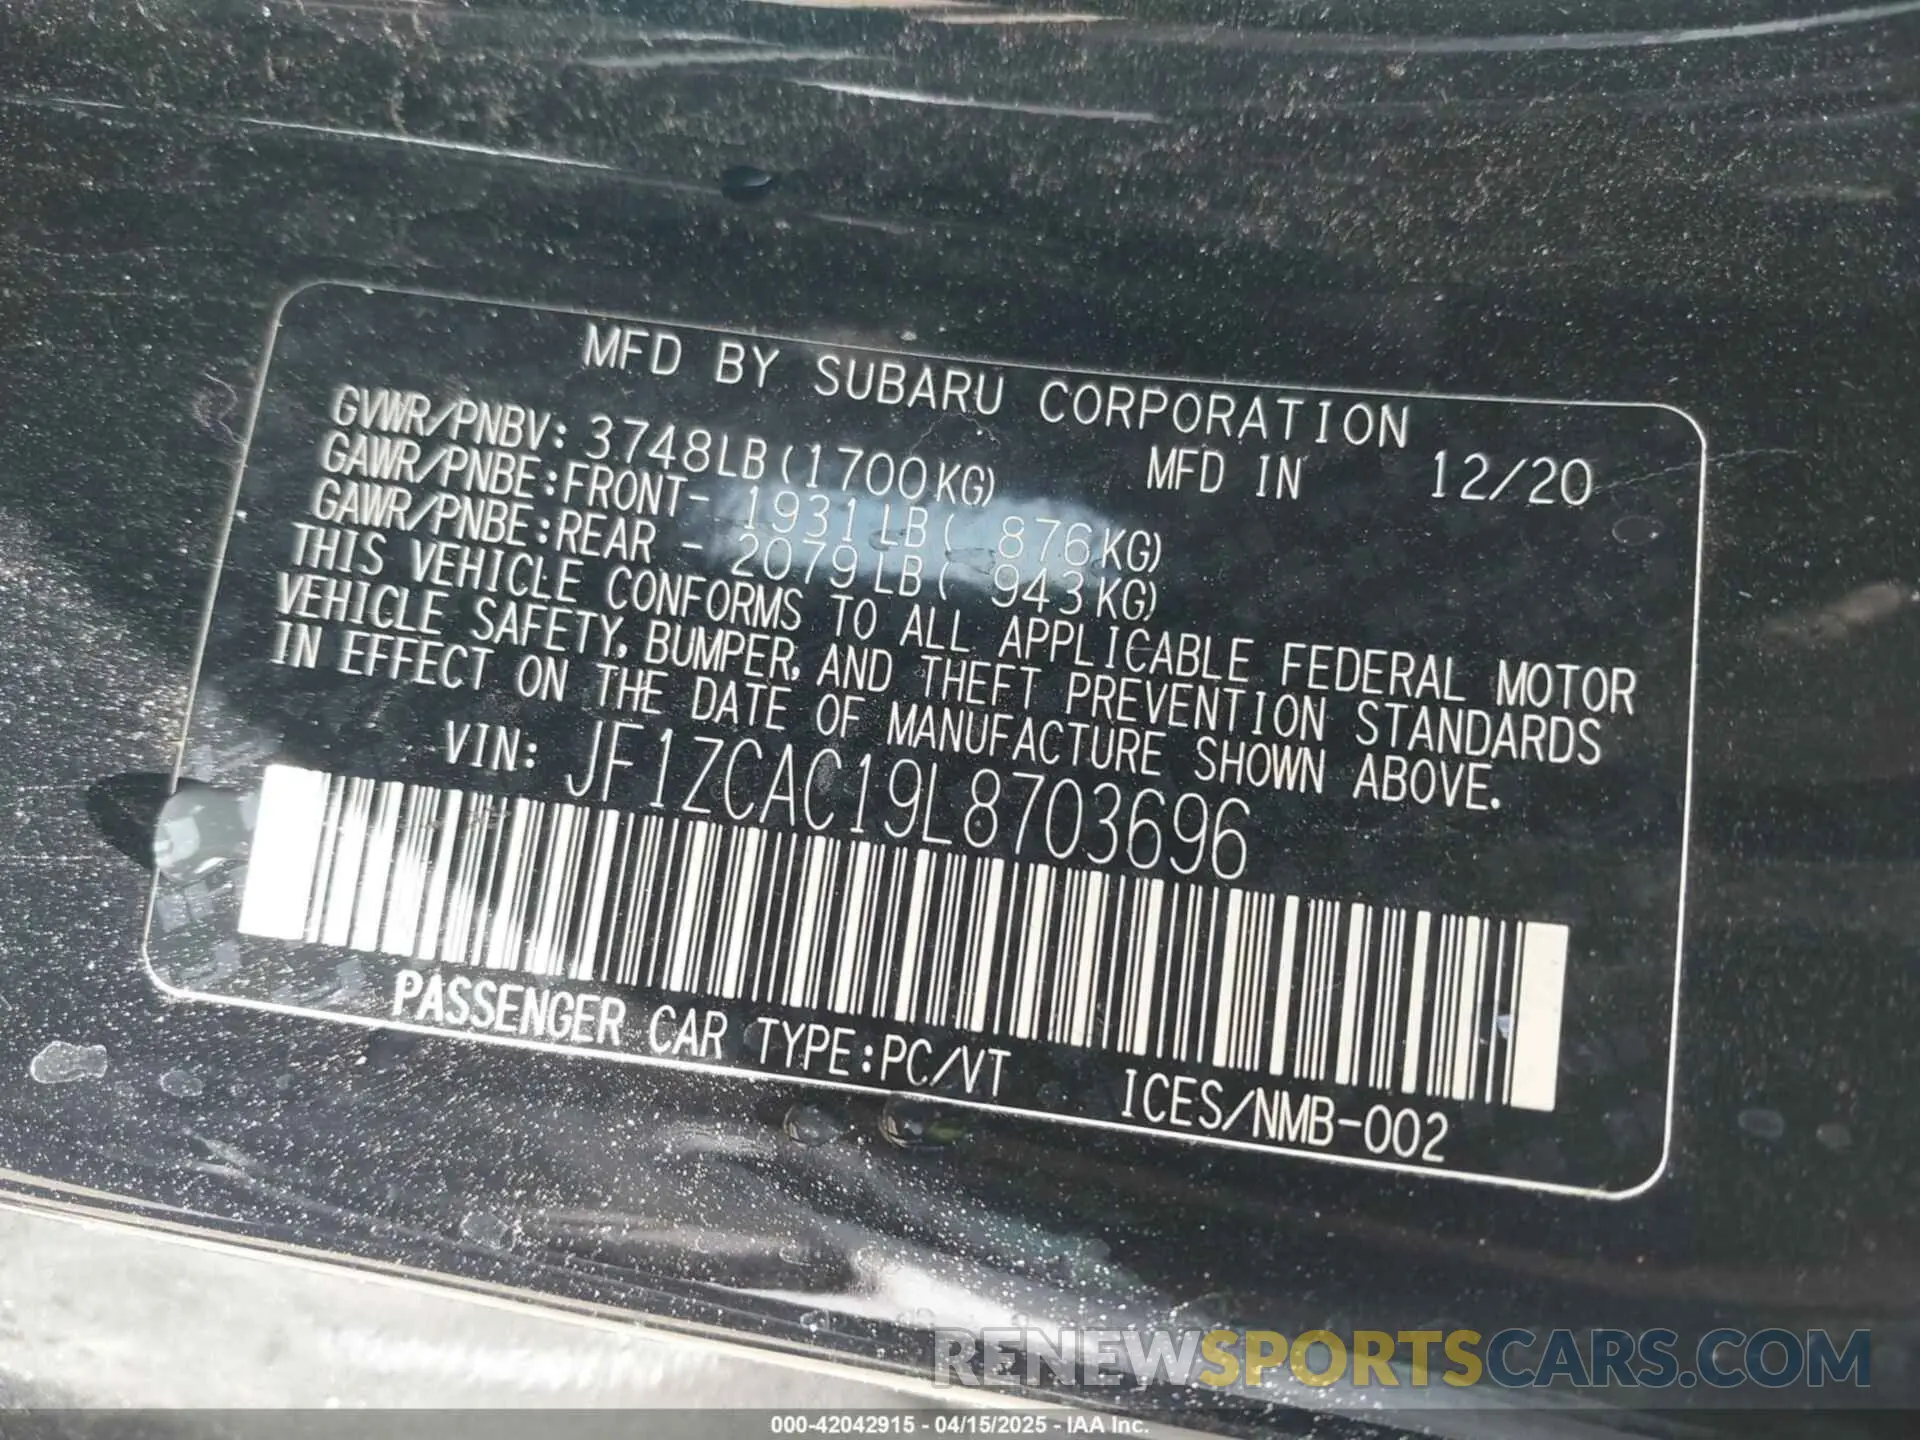 MFD BY SUBARU CORPORATION
GVWR/PNBV: 3748LB(1700KG) MFD IN 12/20
GAWR/PNBE:FRONT- 1931LB( 876KG)
GAWR/PNBE:REAR - 2079LB( 943KG)
THIS VEHICLE CONFORMS TO ALL APPLICABLE FEDERAL MOTOR
VEHICLE SAFETY, BUMPER, AND THEFT PREVENTION STANDARDS
IN EFFECT ON THE DATE OF MANUFACTURE SHOWN ABOVE.
VIN: JF1ZCAC19L8703696
PASSENGER CAR TYPE:PC/VT ICES/NMB-002
RENEWSPORTSCARS.COM
000-42042915 - 04/15/2025 - IAA Inc.